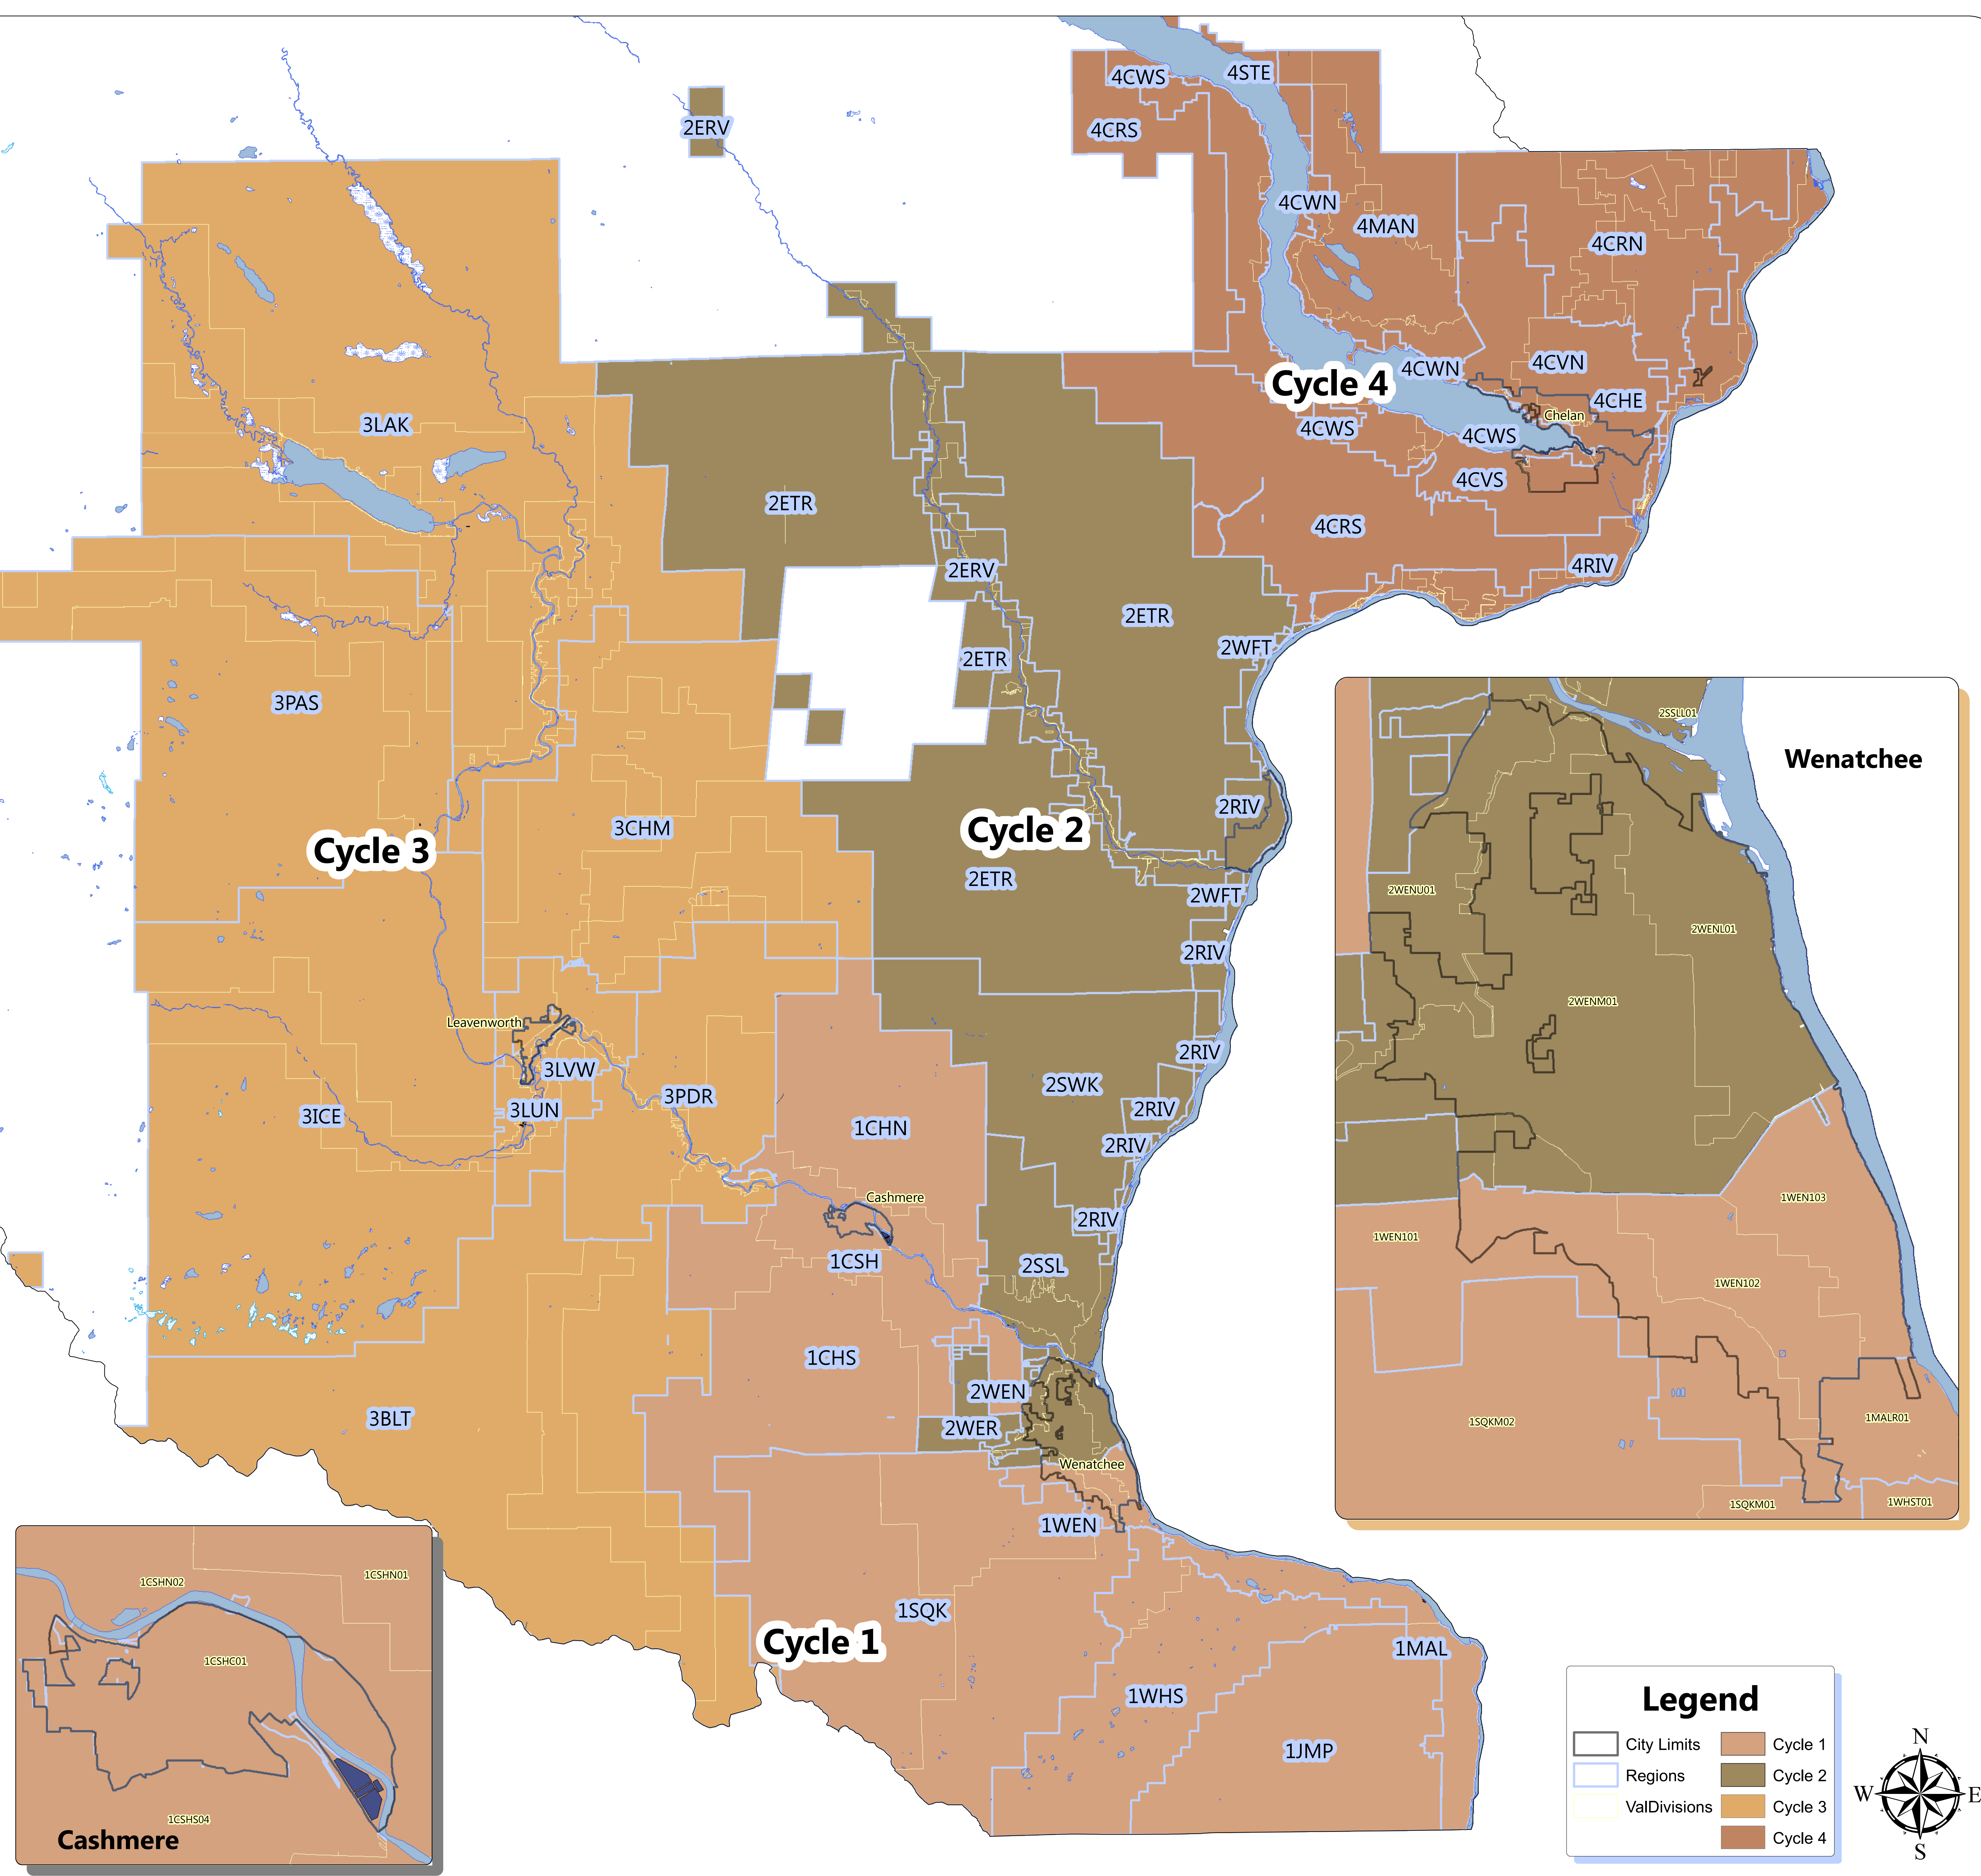 4CWS
4STE
2ERV
4CRS
4CWN
4MAN
4CRN
4CWN
4CVN
Cycle 4
4CHE
Chelan
3LAK
4CWS
4CWS
4CVS
2ETR
4CRS
2ERV
4RIV
2ETR
2WFT
2ETR
3PAS
2RIV
3CHM
Cycle 2
Cycle 3
2ETR
2WFT
2RIV
Leavenworth
2RIV
3LVW
2SWK
3PDR
3LUN
2RIV
3ICE
1CHN
2RIV
Cashmere
2RIV
1CSH
2SSL
1CHS
2WEN
3BLT
2WER
Wenatchee
1WEN
1SQK
Cycle 1
1MAL
1WHS
1JMP
2SSLL01
Wenatchee
2WENU01
2WENL01
2WENM01
1WEN103
1WEN101
1WEN102
1MALR01
1SQKM02
1SQKM01
1WHST01
1CSHN01
1CSHN02
1CSHC01
1CSHS04
Cashmere
Legend
City Limits
Regions
ValDivisions
Cycle 1
Cycle 2
Cycle 3
Cycle 4
N
W
E
S